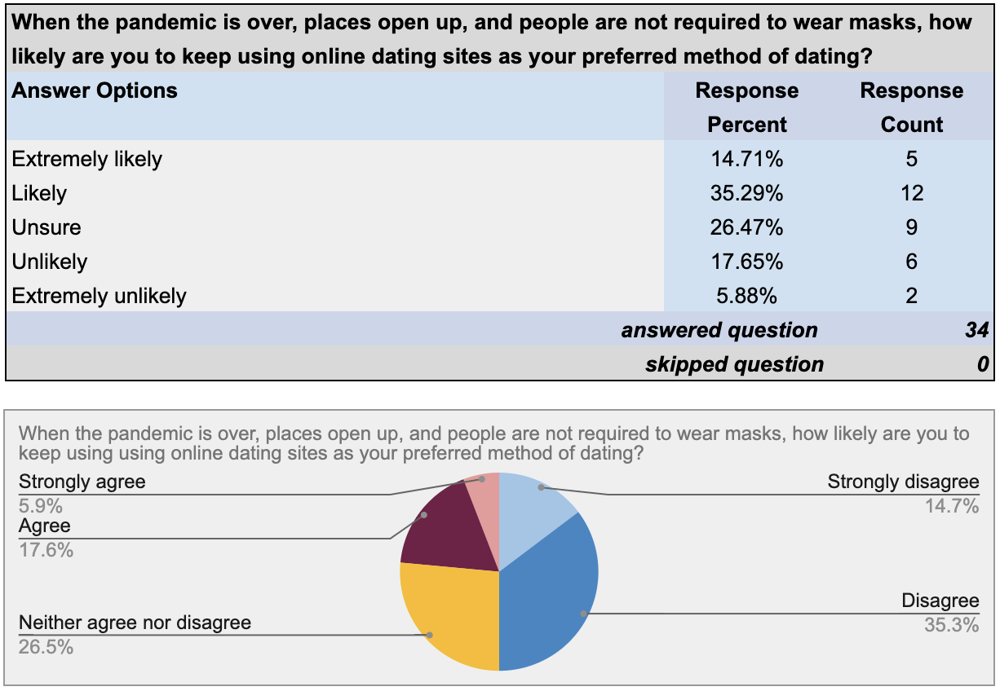 When the pandemic is over, places open up, and people are not required to wear masks, how
likely are you to keep using online dating sites as your preferred method of dating?
Answer Options Response Response
Percent Count
Extremely likely 14.71% 5
Likely 35.29% 12
Unsure 26.47% 9
Unlikely 17.65% 6
Extremely unlikely 5.88% 2
answered question 34
skipped question 0
When the pandemic is over, places open up, and people are not required to wear masks, how likely are you to
keep using using online dating sites as your preferred method of dating?
Strongly agree
5.9%
Agree
17.6%
Neither agree nor disagree
26.5%
Strongly disagree
14.7%
Disagree
35.3%